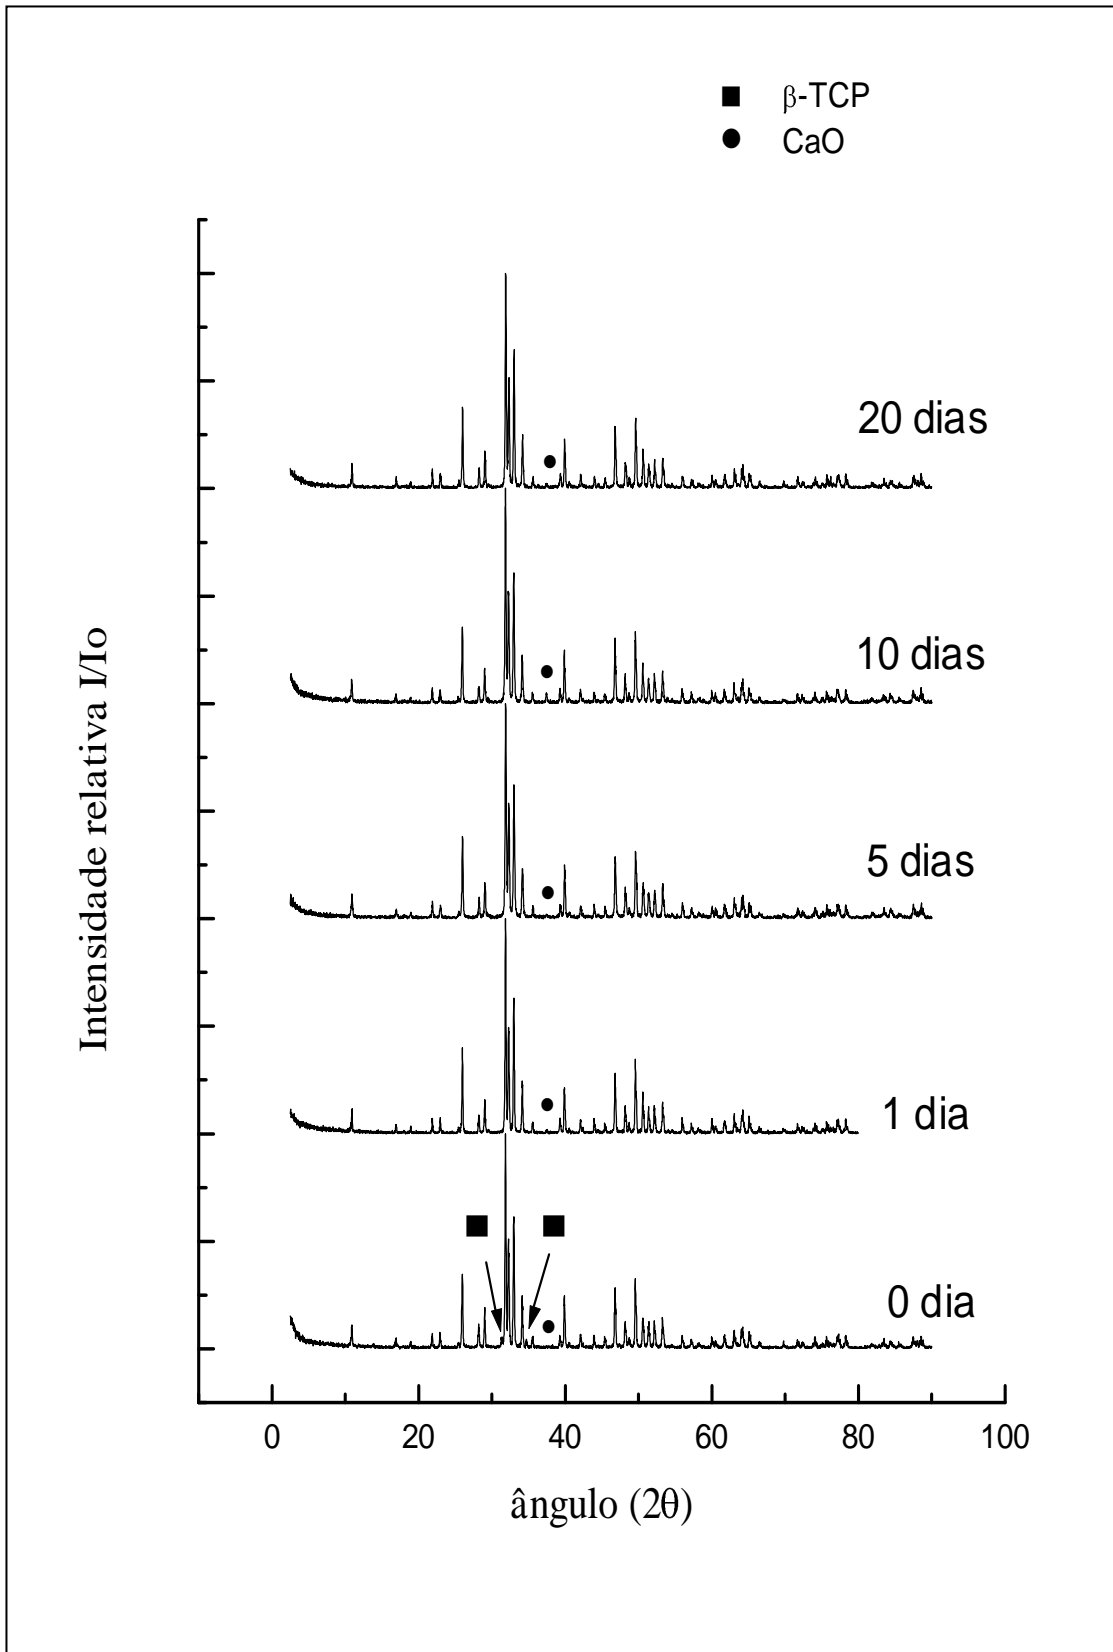 β-TCP
CaO
20 dias
10 dias
5 dias
1 dia
0 dia
Intensidade relativa I/Io
0 20 40 60 80 100
ângulo (2θ)